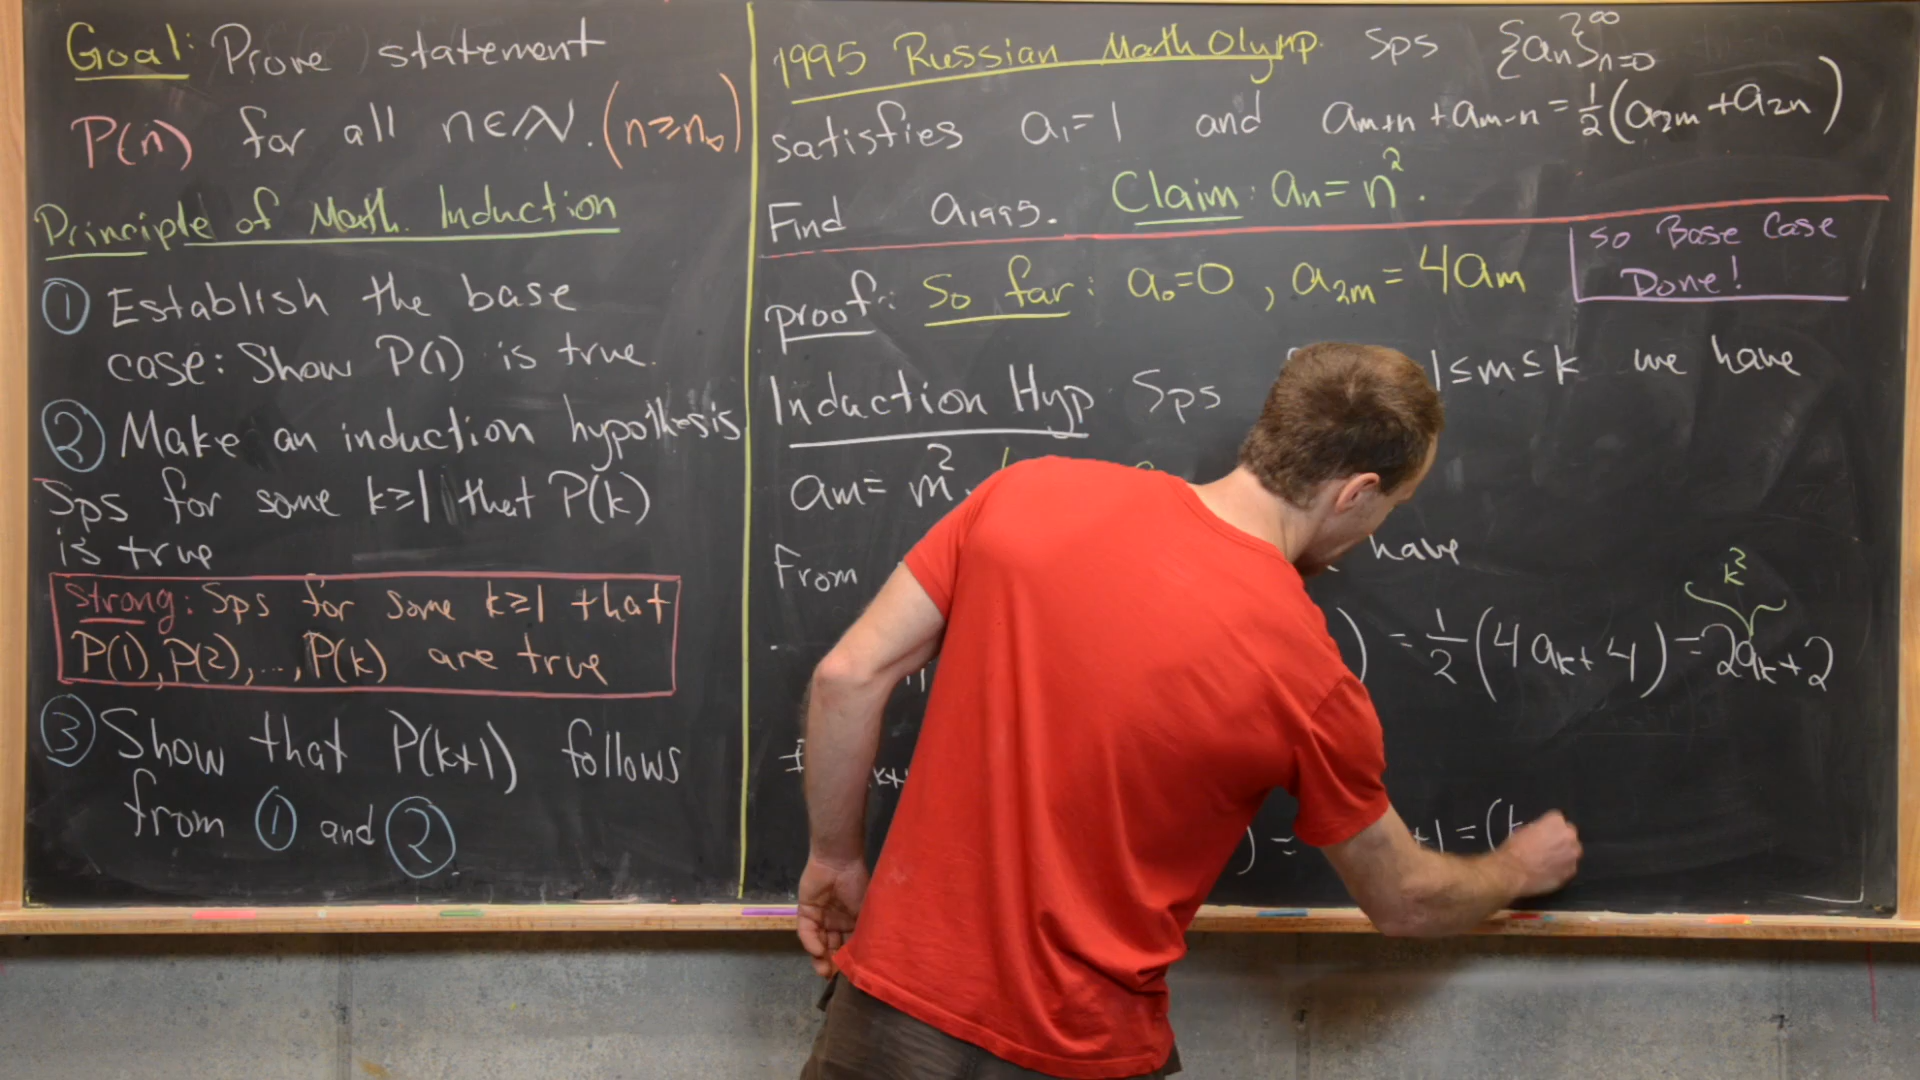 Goal: Prove statement
P(n) for all n∈ℕ. (n≥n₀)
Principle of Math. Induction
① Establish the base
case: Show P(1) is true.
② Make an induction hypothesis
Sps for some k≥1 that P(k)
is true
Strong: Sps for some k≥1 that
P(1), P(2), ..., P(k) are true
③ Show that P(k+1) follows
from ① and ②
1995 Russian Math Olymp. Sps {aₙ}ₙ₌₀^∞
satisfies a₁=1 and aₘ₊ₙ+aₘ₋ₙ=½(a₂ₘ+a₂ₙ)
Find a₁₉₉₅. Claim: aₙ=n².
proof: So far: a₀=0, a₂ₘ=4aₘ
so Base Case
Done!
Induction Hyp Sps 1≤m≤k we have
aₘ=m².
From have
k²
) = ½(4aₖ+4) = 2aₖ+2
) = +1 = (k